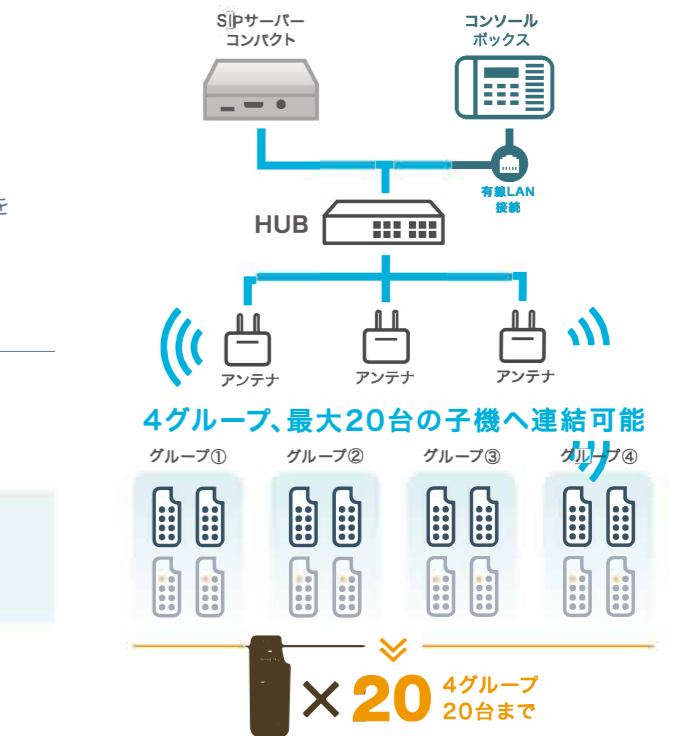 SIPサーバー
コンパクト
コンソール
ボックス
有線LAN
接続
を
HUB
アンテナ
アンテナ
アンテナ
4グループ、最大20台の子機へ連結可能
グループ①
グループ②
グループ③
グループ④
×20
4グループ
20台まで